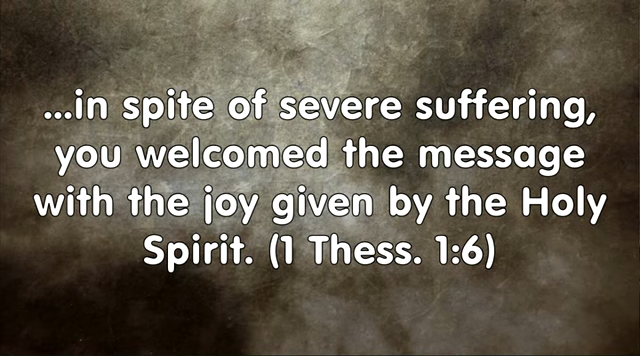 ...in spite of severe suffering,
you welcomed the message
with the joy given by the Holy
Spirit. (1 Thess. 1:6)